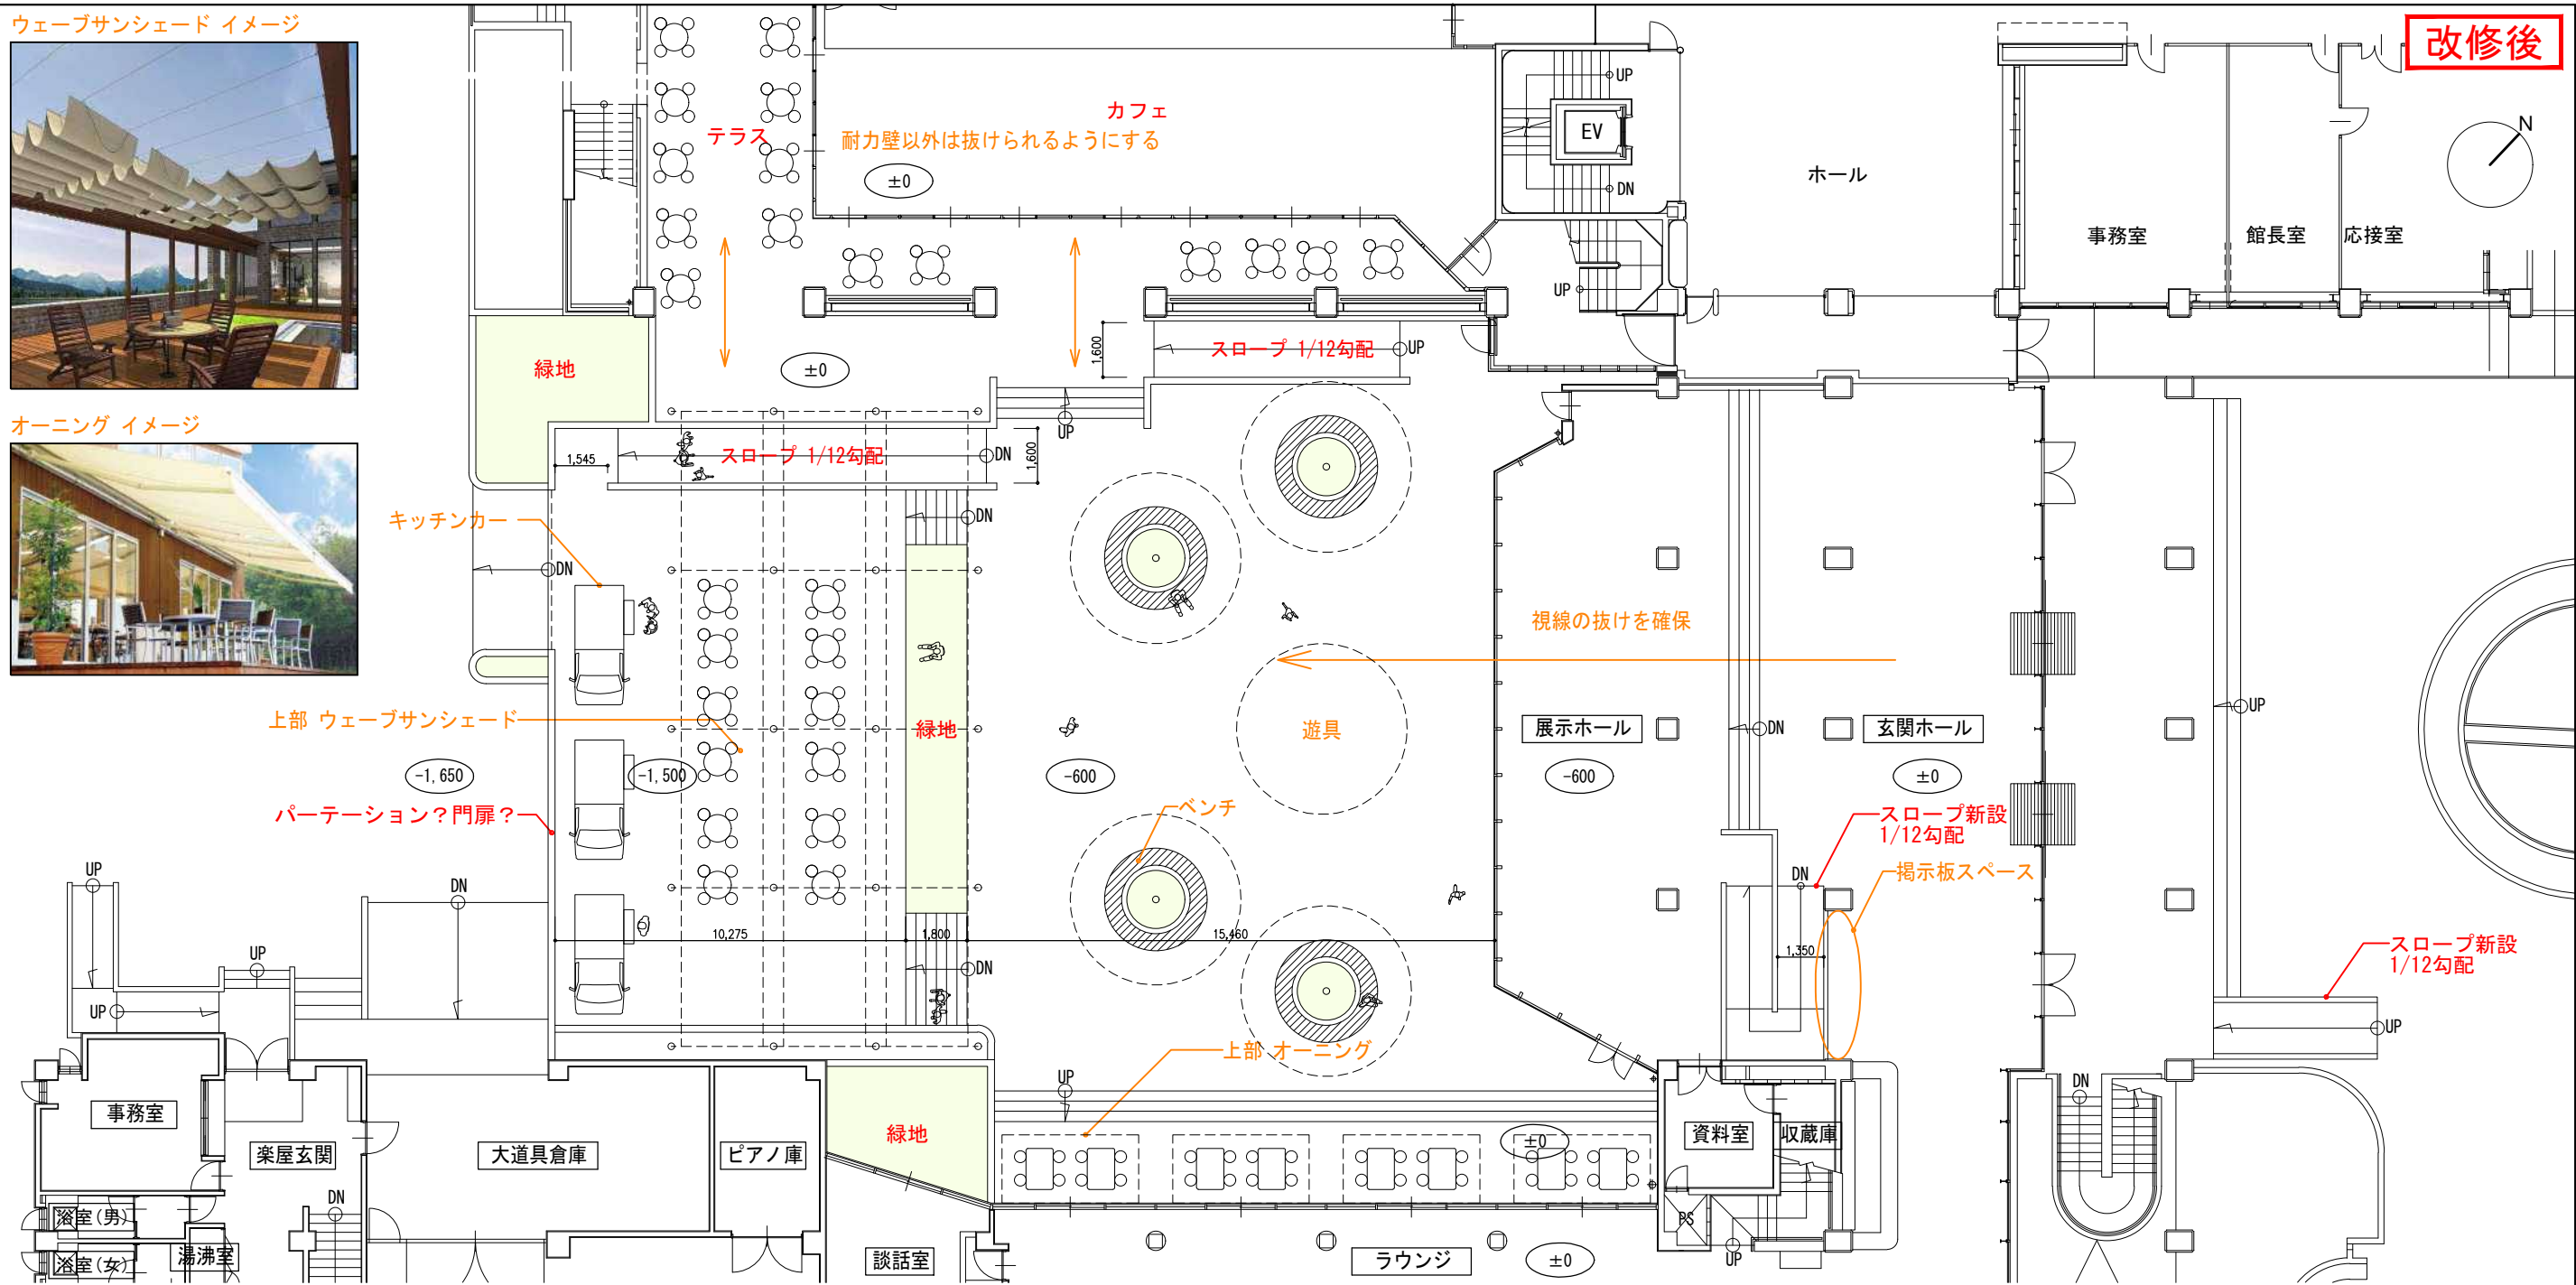 ウェーブサンシェード イメージ
改修後
カフェ
テラス
耐力壁以外は抜けられるようにする
±0
UP
EV
DN
UP
ホール
N
事務室
館長室
応接室
緑地
±0
1,600
スロープ 1/12勾配
UP
オーニング イメージ
UP
1,545
スロープ 1/12勾配
DN
1,600
キッチンカー
DN
DN
視線の抜けを確保
上部 ウェーブサンシェード
緑地
遊具
展示ホール
DN
玄関ホール
UP
-1,650
-1,500
-600
-600
±0
パーテーション?門扉?
ベンチ
スロープ新設
1/12勾配
掲示板スペース
DN
UP
DN
10,275
1,800
15,460
1,350
スロープ新設
1/12勾配
UP
DN
UP
UP
上部 オーニング
UP
DN
事務室
楽屋玄関
大道具倉庫
ピアノ庫
緑地
±0
資料室
収蔵庫
DN
浴室(男)
PS
浴室(女)
湯沸室
談話室
ラウンジ
±0
UP